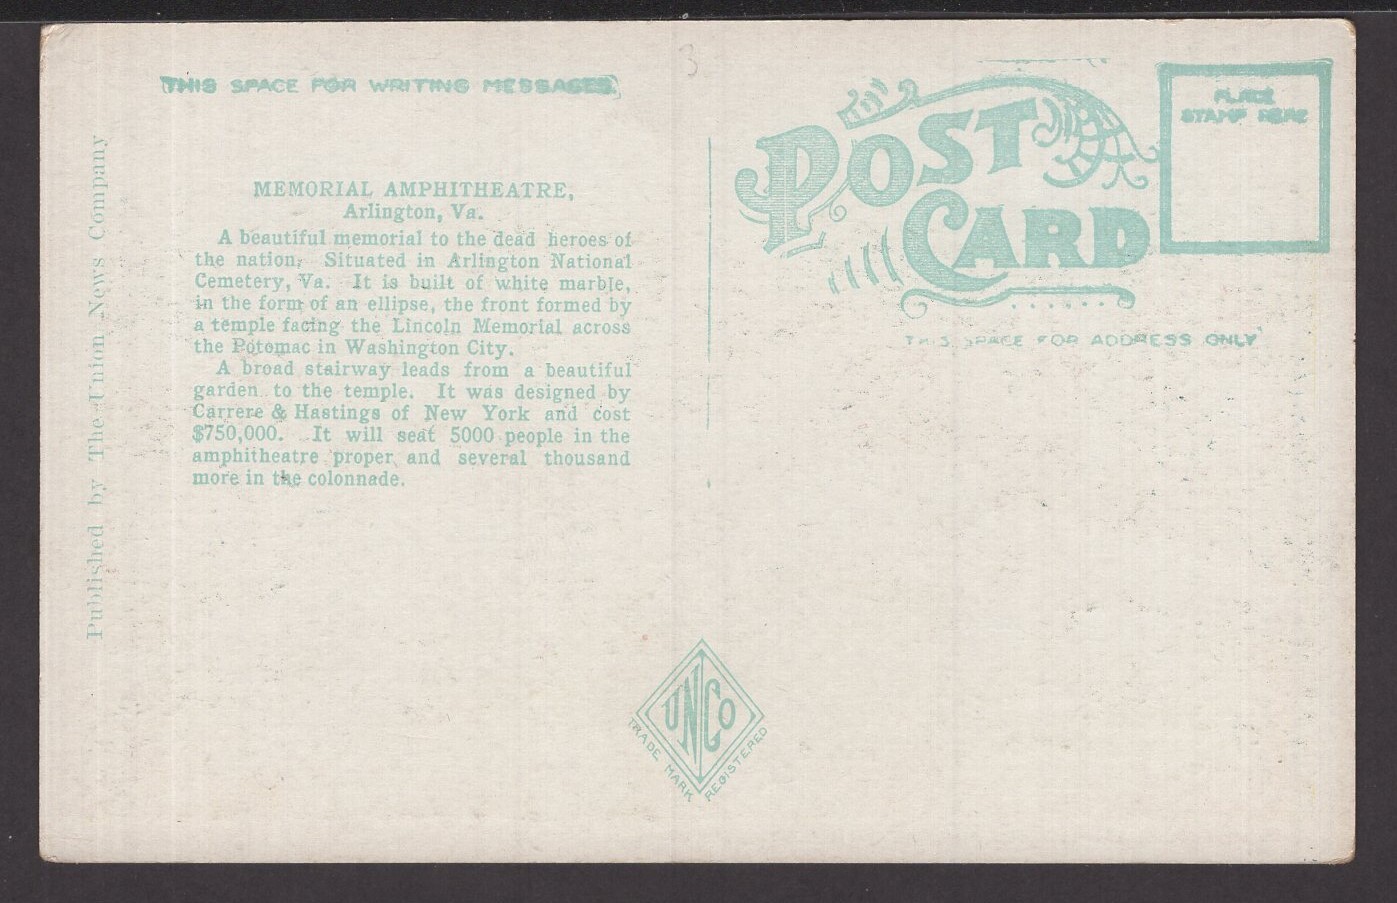 THIS SPACE FOR WRITING MESSAGES
3
POST
CARD
PLACE
STAMP HERE
THIS SPACE FOR ADDRESS ONLY
MEMORIAL AMPHITHEATRE,
Arlington, Va.
A beautiful memorial to the dead heroes of
the nation. Situated in Arlington National
Cemetery, Va. It is built of white marble,
in the form of an ellipse, the front formed by
a temple facing the Lincoln Memorial across
the Potomac in Washington City.
A broad stairway leads from a beautiful
garden to the temple. It was designed by
Carrere & Hastings of New York and cost
$750,000. It will seat 5000 people in the
amphitheatre proper and several thousand
more in the colonnade.
Published by The Union News Company
UNCO
TRADE MARK REGISTERED